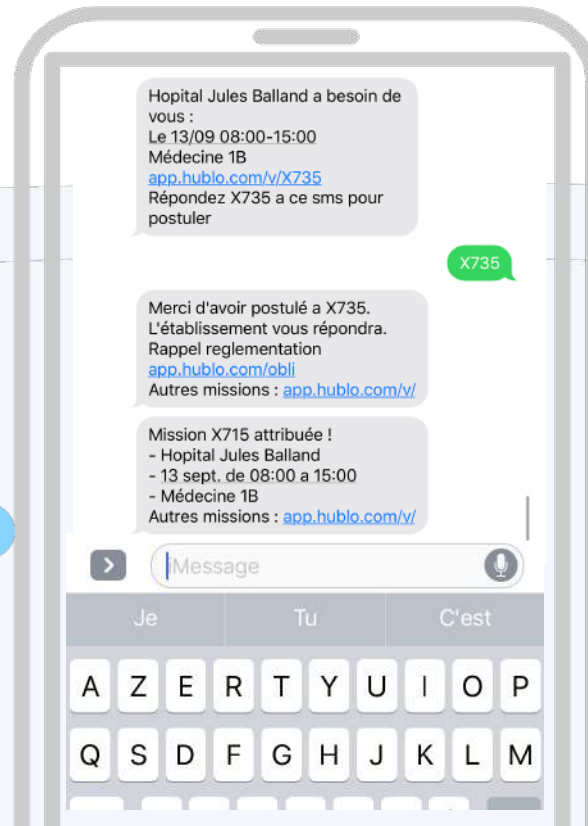 Hopital Jules Balland a besoin de
vous :
Le 13/09 08:00-15:00
Médecine 1B
app.hublo.com/v/X735
Répondez X735 a ce sms pour
postuler
X735
Merci d'avoir postulé a X735.
L'établissement vous répondra.
Rappel reglementation
app.hublo.com/obli
Autres missions : app.hublo.com/v/
Mission X715 attribuée !
- Hopital Jules Balland
- 13 sept. de 08:00 a 15:00
- Médecine 1B
Autres missions : app.hublo.com/v/
iMessage
Je Tu C'est
A Z E R T Y U I O P
Q S D F G H J K L M